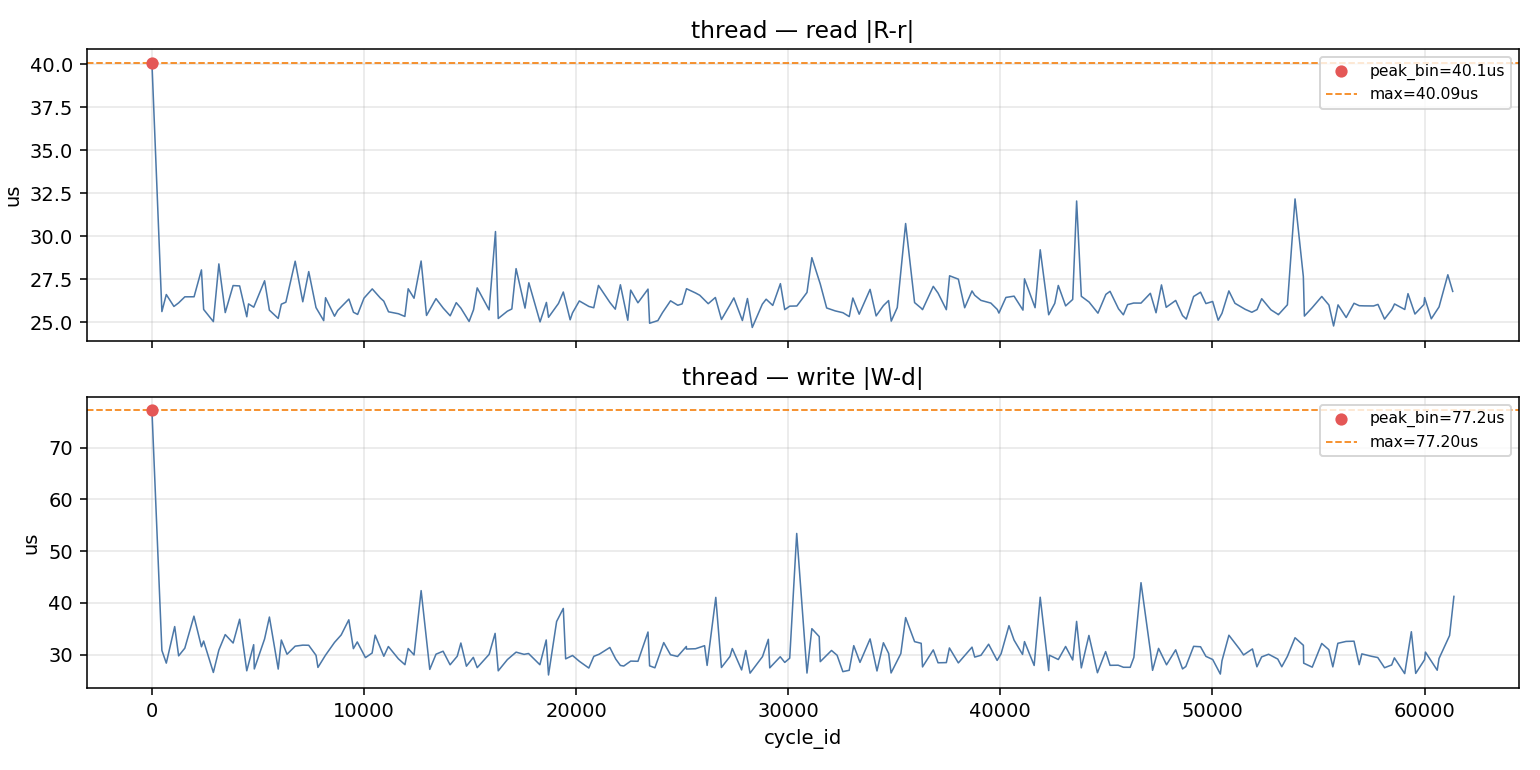 thread — read |R-r|
40.0
37.5
35.0
32.5
30.0
27.5
25.0
us
peak_bin=40.1us
max=40.09us
thread — write |W-d|
70
60
50
40
30
us
peak_bin=77.2us
max=77.20us
0 10000 20000 30000 40000 50000 60000
cycle_id